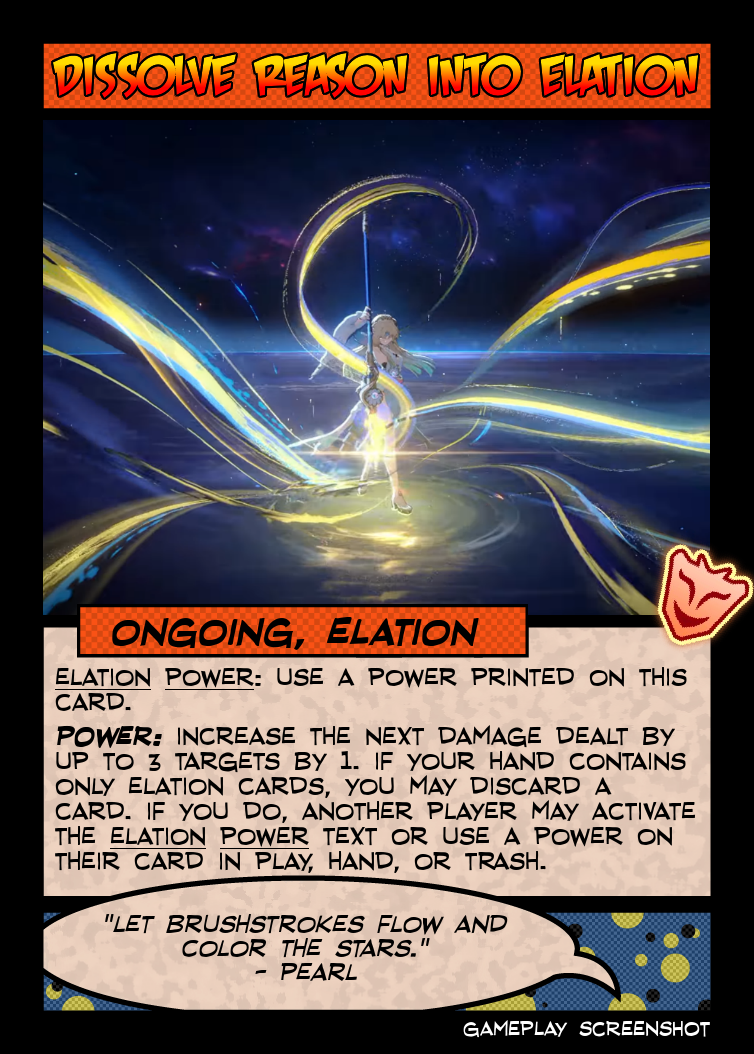 DISSOLVE REASON INTO ELATION
ONGOING, ELATION
ELATION POWER: USE A POWER PRINTED ON THIS
CARD.
POWER: INCREASE THE NEXT DAMAGE DEALT BY
UP TO 3 TARGETS BY 1. IF YOUR HAND CONTAINS
ONLY ELATION CARDS, YOU MAY DISCARD A
CARD. IF YOU DO, ANOTHER PLAYER MAY ACTIVATE
THE ELATION POWER TEXT OR USE A POWER ON
THEIR CARD IN PLAY, HAND, OR TRASH.
"LET BRUSHSTROKES FLOW AND
COLOR THE STARS."
- PEARL
GAMEPLAY SCREENSHOT